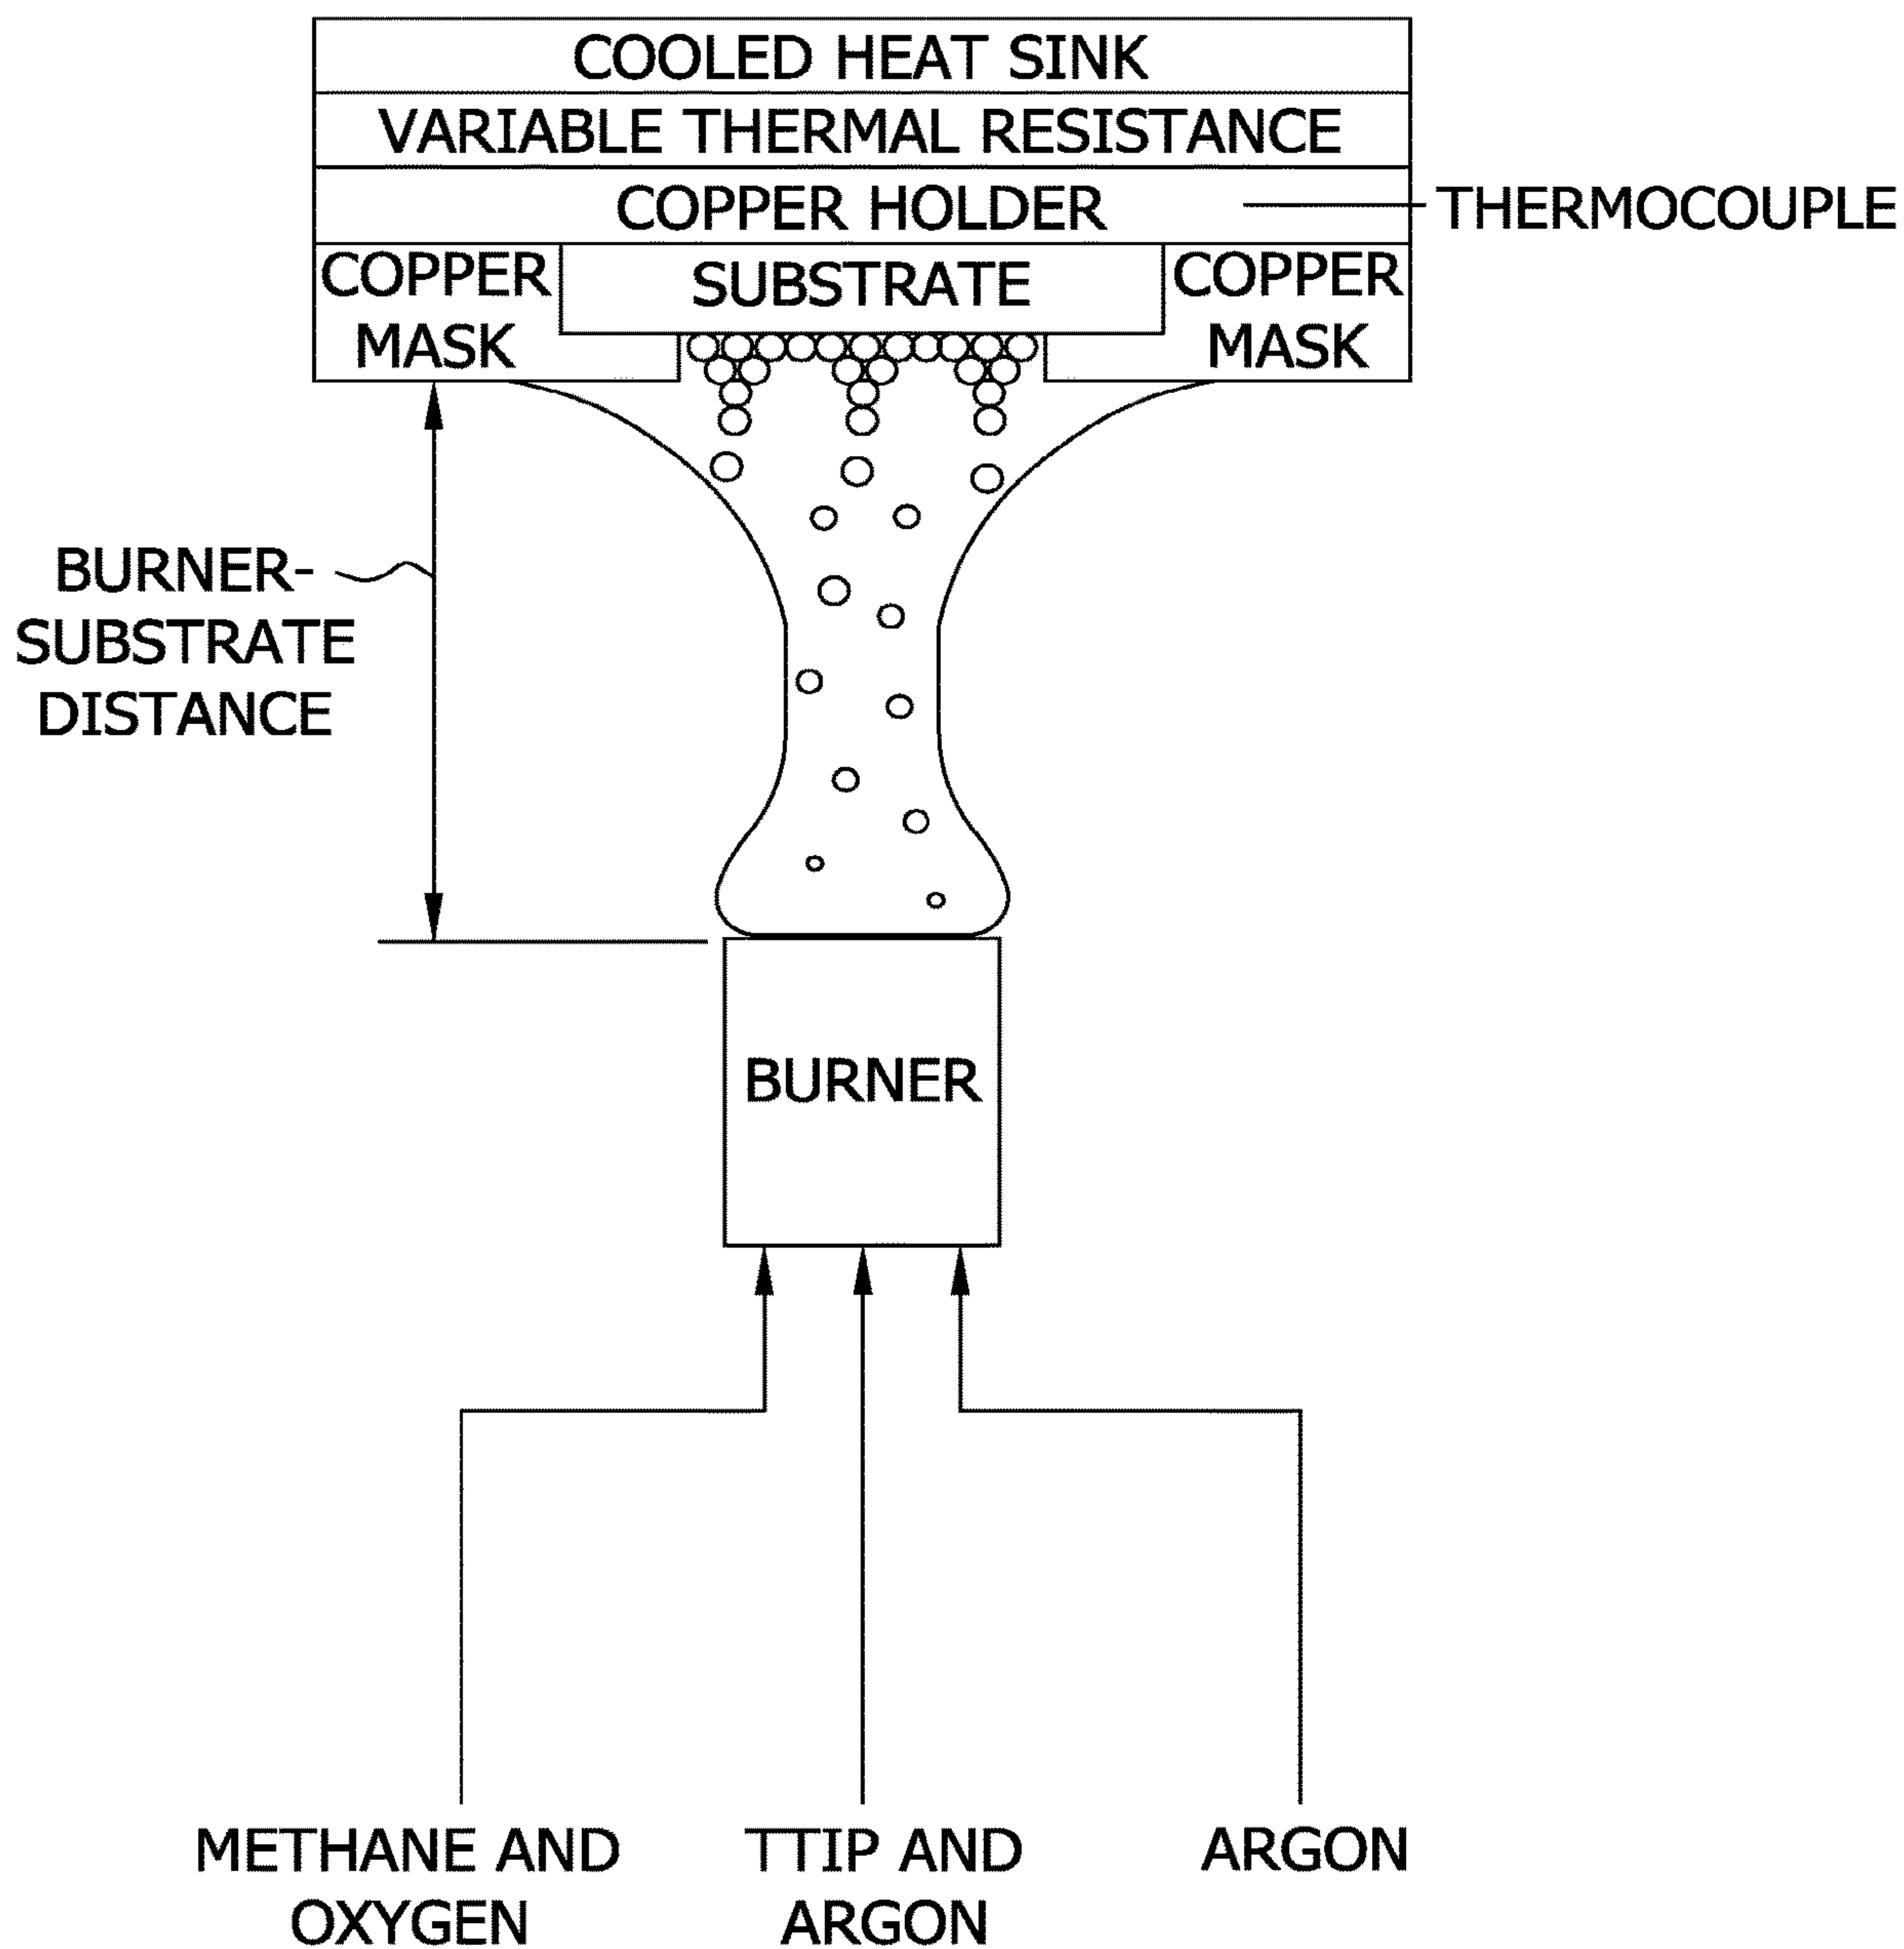 COOLED HEAT SINK
VARIABLE THERMAL RESISTANCE
COPPER HOLDER
THERMOCOUPLE
COPPER
MASK
SUBSTRATE
COPPER
MASK
BURNER-
SUBSTRATE
DISTANCE
BURNER
METHANE AND
OXYGEN
TTIP AND
ARGON
ARGON